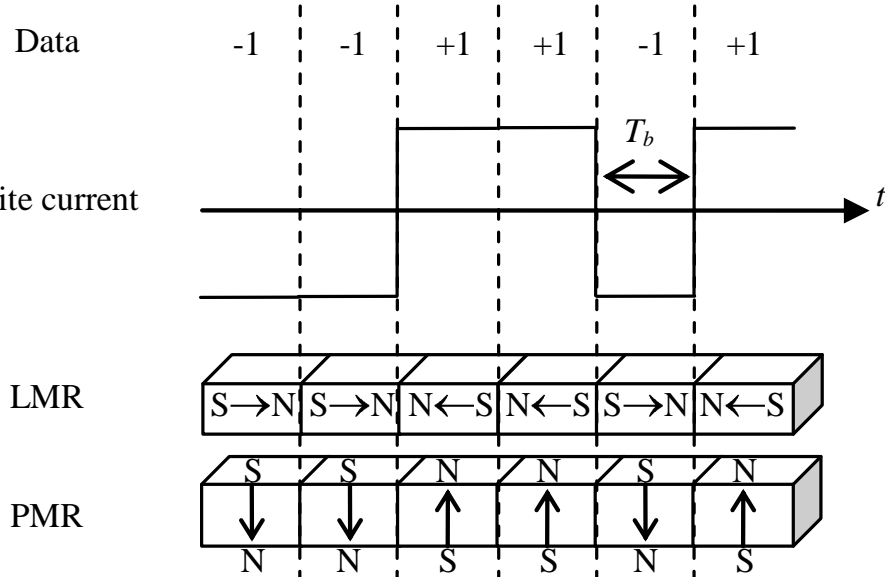 Data -1 -1 +1 +1 -1 +1
T_b
ite current t
LMR S→N S→N N←S N←S S→N N←S
S S N N S N
PMR
N N S S N S